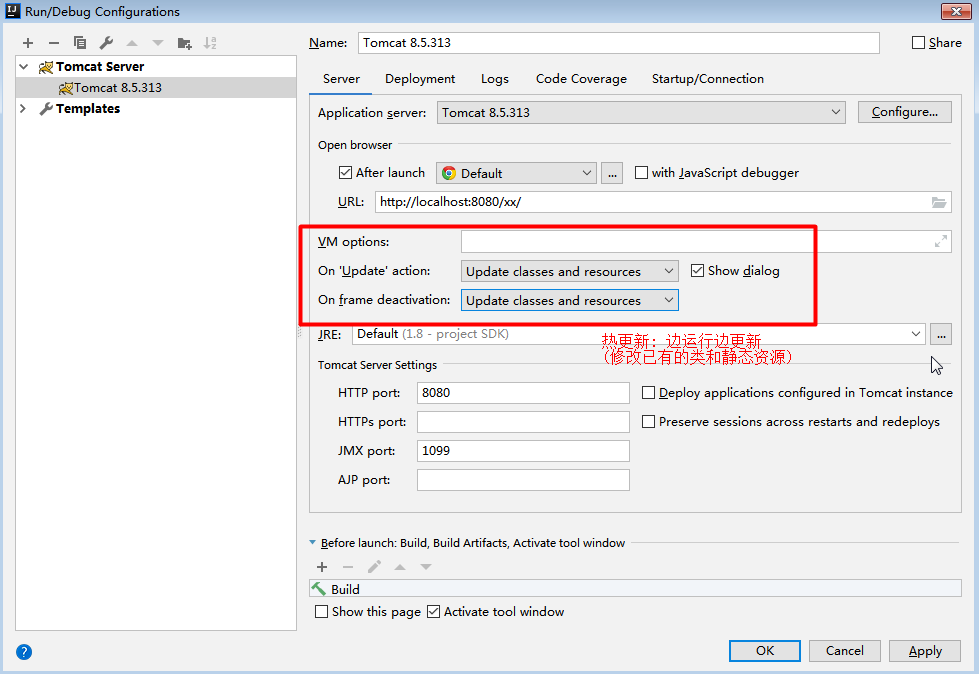 Run/Debug Configurations
Name: Tomcat 8.5.313 Share
Tomcat Server
Tomcat 8.5.313
Templates
Server Deployment Logs Code Coverage Startup/Connection
Application server: Tomcat 8.5.313 Configure...
Open browser
After launch Default ... with JavaScript debugger
URL: http://localhost:8080/xx/
VM options:
On 'Update' action: Update classes and resources Show dialog
On frame deactivation: Update classes and resources
JRE: Default (1.8 - project SDK) ...
热更新：边运行边更新
（修改已有的类和静态资源）
Tomcat Server Settings
HTTP port: 8080 Deploy applications configured in Tomcat instance
HTTPs port: Preserve sessions across restarts and redeploys
JMX port: 1099
AJP port:
Before launch: Build, Build Artifacts, Activate tool window
Build
Show this page Activate tool window
? OK Cancel Apply